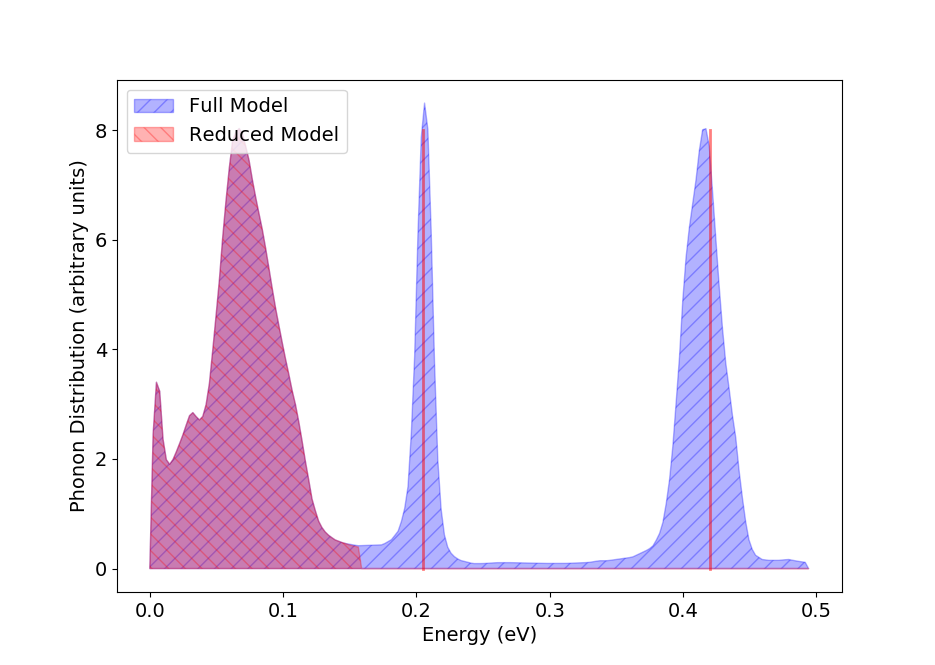 Full Model
Reduced Model
Phonon Distribution (arbitrary units)
8
6
4
2
0
0.0 0.1 0.2 0.3 0.4 0.5
Energy (eV)